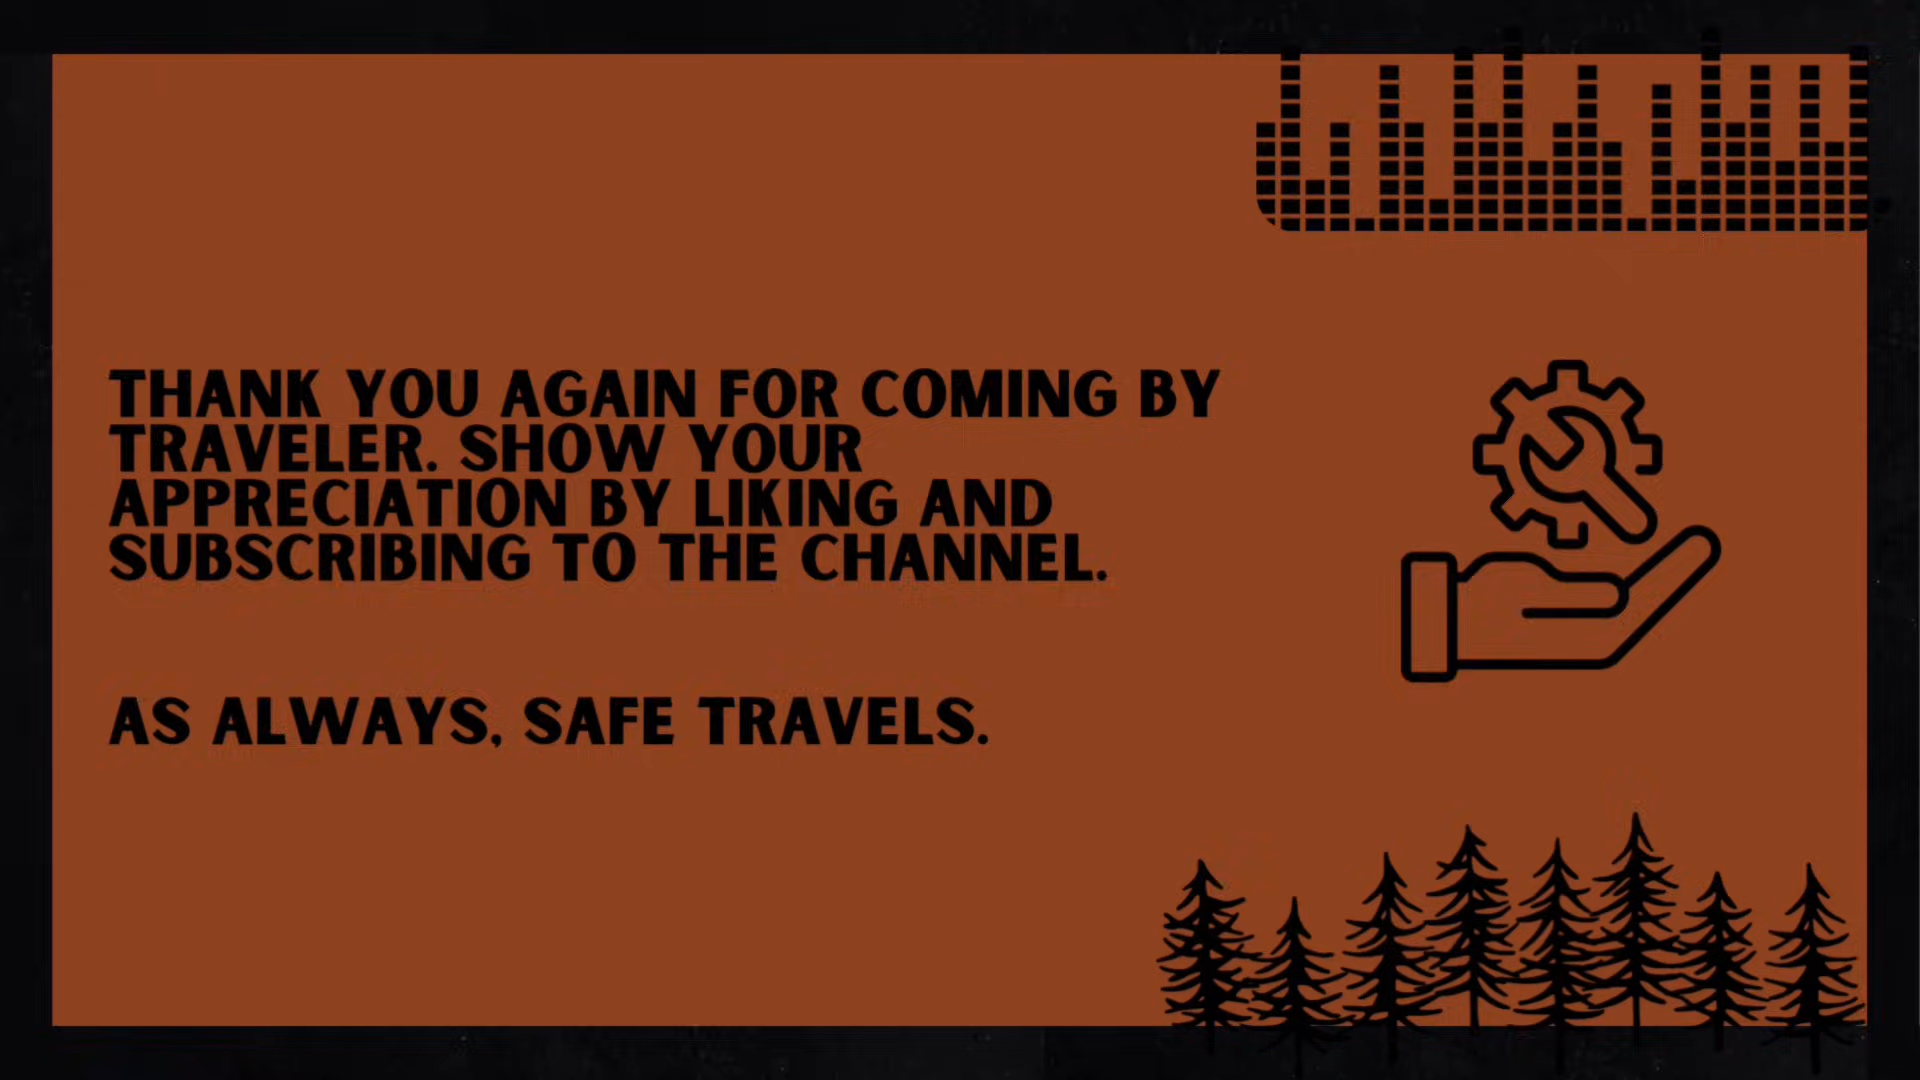 THANK YOU AGAIN FOR COMING BY
TRAVELER. SHOW YOUR
APPRECIATION BY LIKING AND
SUBSCRIBING TO THE CHANNEL.
AS ALWAYS, SAFE TRAVELS.